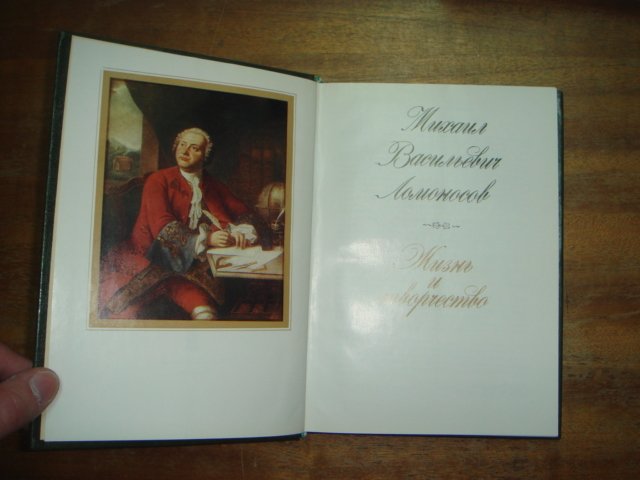 Михаил
Васильевич
Ломоносов
Жизнь
и
творчество